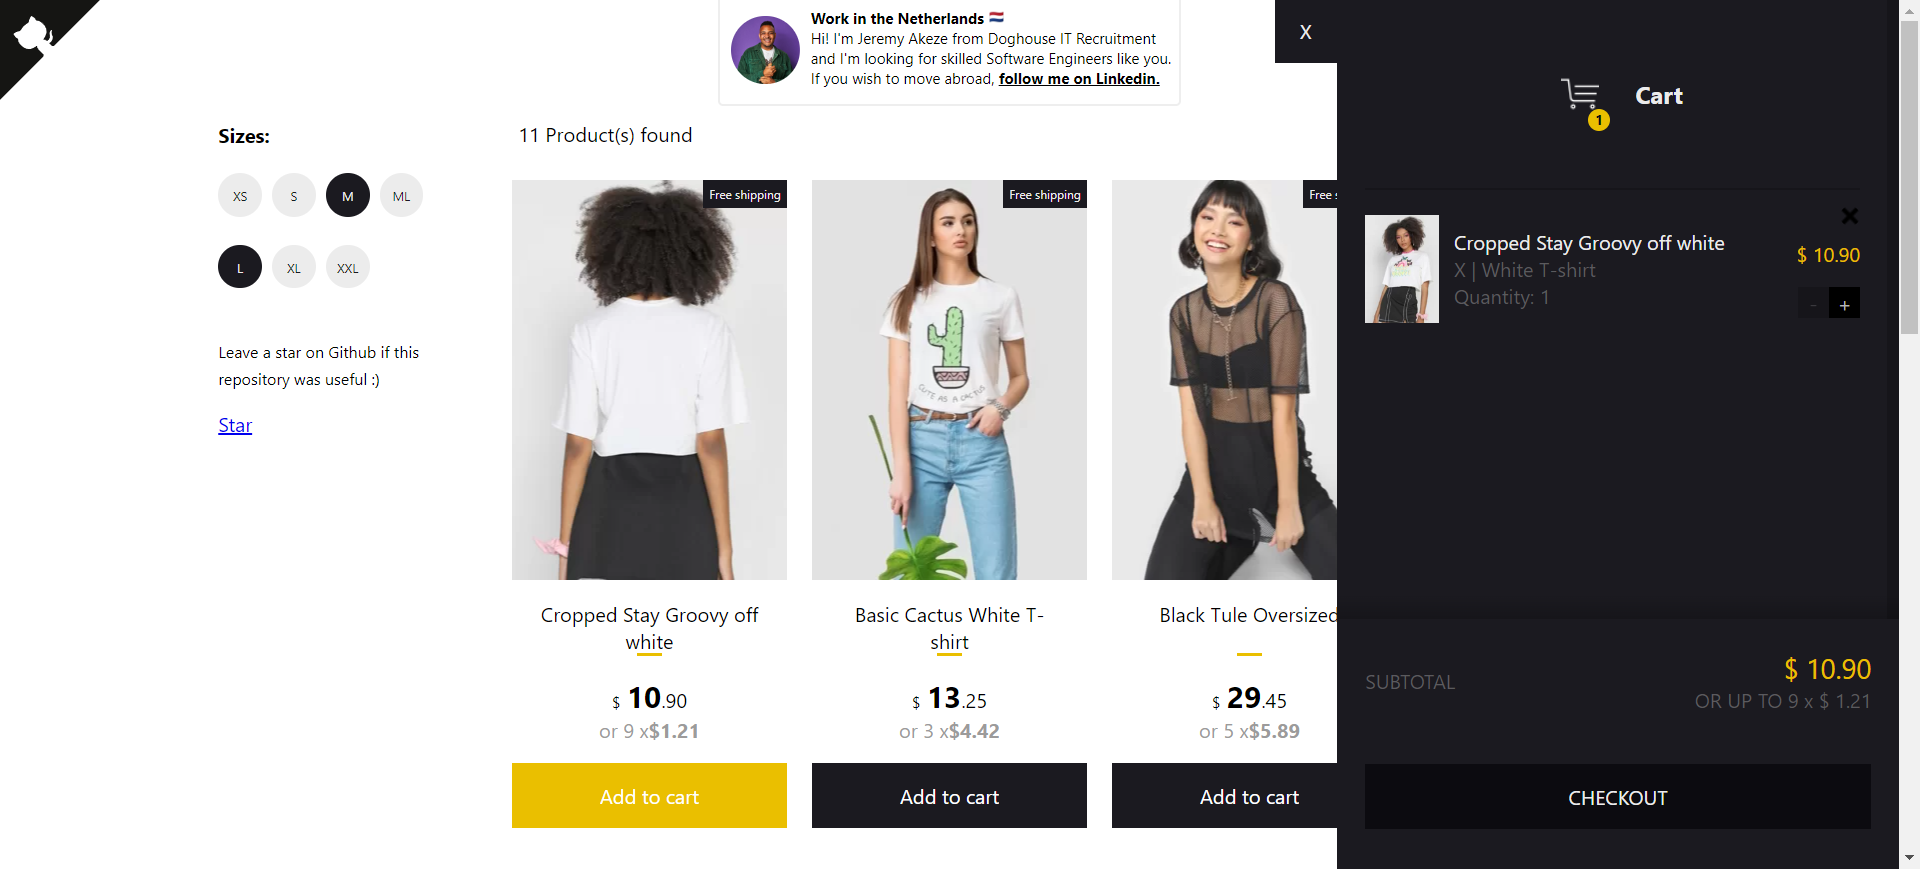 Work in the Netherlands 🇳🇱
Hi! I'm Jeremy Akeze from Doghouse IT Recruitment
and I'm looking for skilled Software Engineers like you.
If you wish to move abroad, follow me on Linkedin.
X
Cart
1
Sizes:
XS
S
M
ML
L
XL
XXL
Leave a star on Github if this
repository was useful :)
Star
11 Product(s) found
Free shipping
Free shipping
Free s
CUTE AS A CACTUS
Cropped Stay Groovy off
white
$ 10.90
or 9 x$1.21
Add to cart
Basic Cactus White T-
shirt
$ 13.25
or 3 x$4.42
Add to cart
Black Tule Oversized
$ 29.45
or 5 x$5.89
Add to cart
Cropped Stay Groovy off white
X | White T-shirt
Quantity: 1
$ 10.90
-
+
SUBTOTAL
$ 10.90
OR UP TO 9 x $ 1.21
CHECKOUT